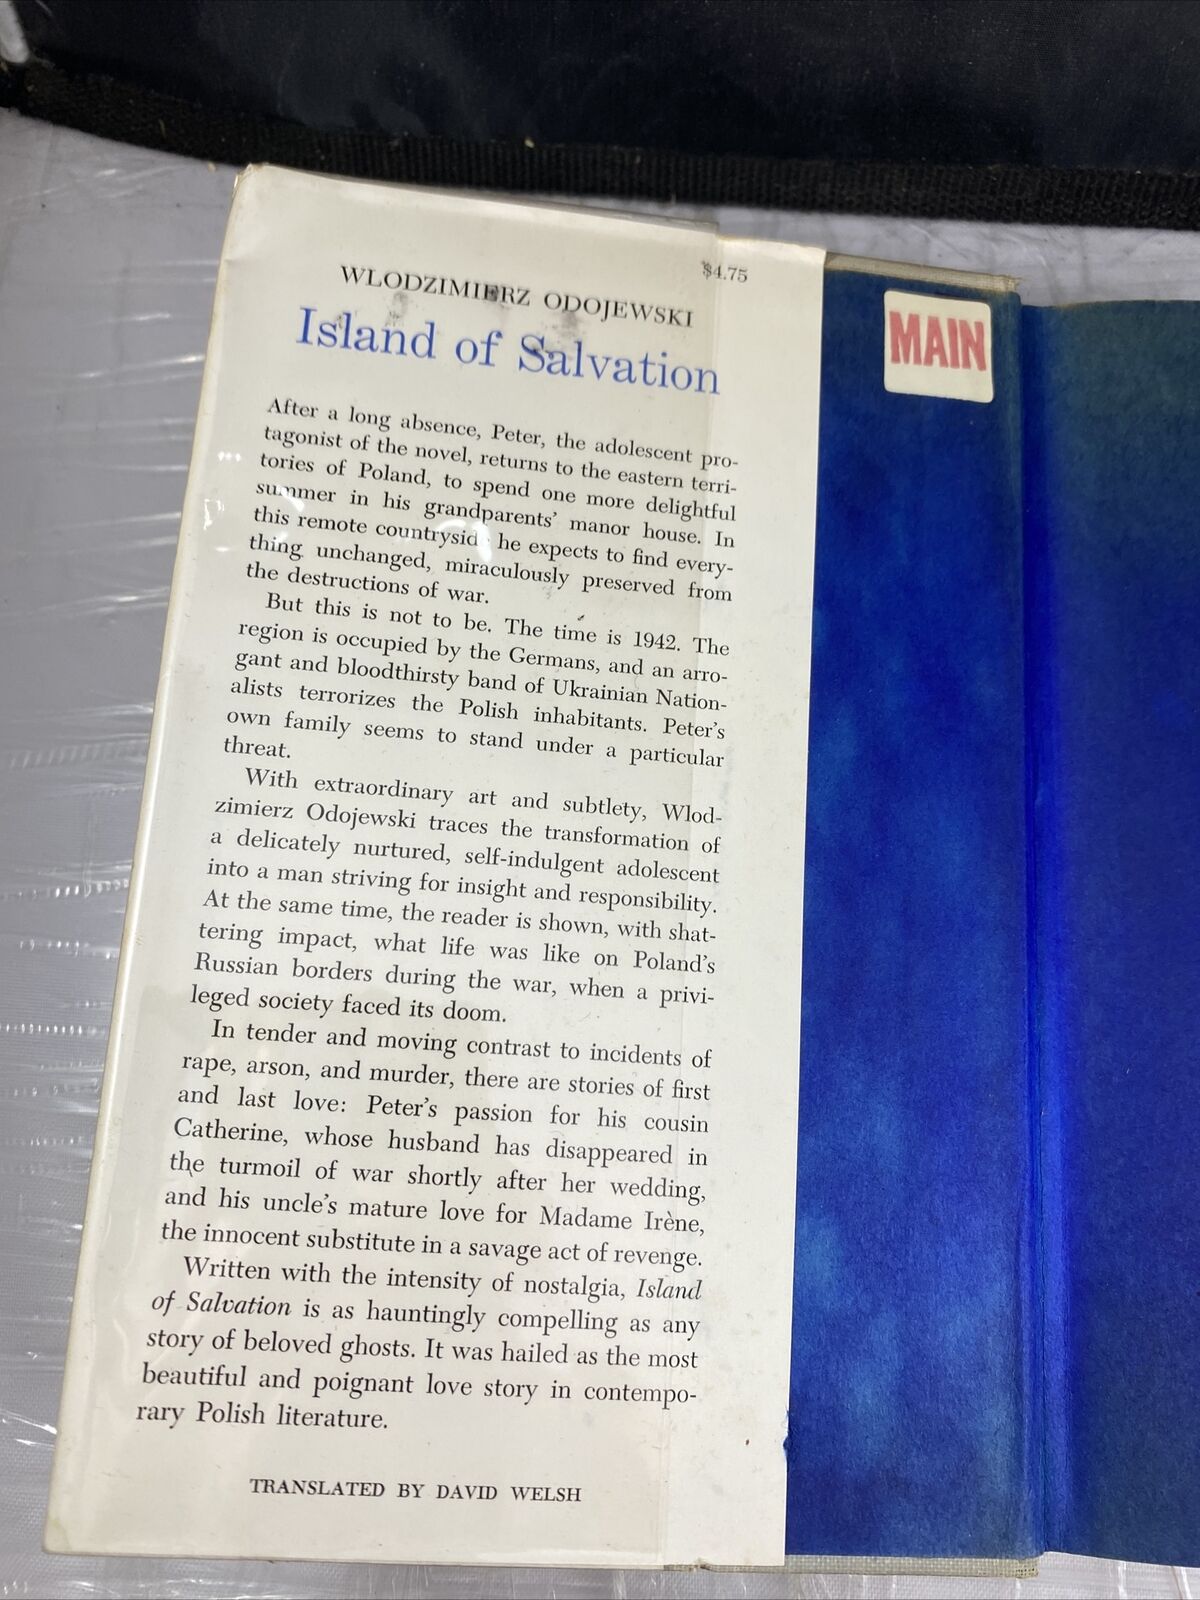 $4.75
WLODZIMIERZ ODOJEWSKI
Island of Salvation
After a long absence, Peter, the adolescent pro-
tagonist of the novel, returns to the eastern terri-
tories of Poland, to spend one more delightful
summer in his grandparents' manor house. In
this remote countryside he expects to find every-
thing unchanged, miraculously preserved from
the destructions of war.
But this is not to be. The time is 1942. The
region is occupied by the Germans, and an arro-
gant and bloodthirsty band of Ukrainian Nation-
alists terrorizes the Polish inhabitants. Peter's
own family seems to stand under a particular
threat.
With extraordinary art and subtlety, Wlod-
zimierz Odojewski traces the transformation of
a delicately nurtured, self-indulgent adolescent
into a man striving for insight and responsibility.
At the same time, the reader is shown, with shat-
tering impact, what life was like on Poland's
Russian borders during the war, when a privi-
leged society faced its doom.
In tender and moving contrast to incidents of
rape, arson, and murder, there are stories of first
and last love: Peter's passion for his cousin
Catherine, whose husband has disappeared in
the turmoil of war shortly after her wedding,
and his uncle's mature love for Madame Irène,
the innocent substitute in a savage act of revenge.
Written with the intensity of nostalgia, Island
of Salvation is as hauntingly compelling as any
story of beloved ghosts. It was hailed as the most
beautiful and poignant love story in contempo-
rary Polish literature.
TRANSLATED BY DAVID WELSH
MAIN